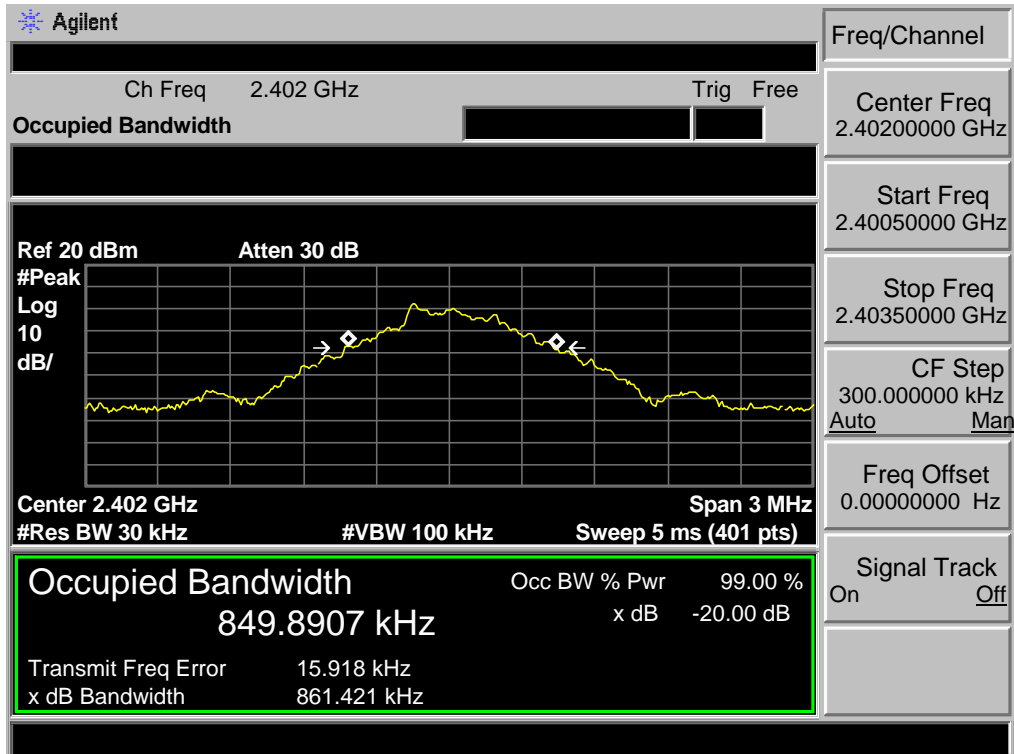 Agilent
Freq/Channel
Ch Freq 2.402 GHz Trig Free
Occupied Bandwidth
Center Freq
2.40200000 GHz
Start Freq
2.40050000 GHz
Stop Freq
2.40350000 GHz
CF Step
300.000000 kHz
Auto Man
Freq Offset
0.00000000 Hz
Signal Track
On Off
Ref 20 dBm Atten 30 dB
#Peak
Log
10
dB/
Center 2.402 GHz Span 3 MHz
#Res BW 30 kHz #VBW 100 kHz Sweep 5 ms (401 pts)
Occupied Bandwidth Occ BW % Pwr 99.00 %
849.8907 kHz x dB -20.00 dB
Transmit Freq Error 15.918 kHz
x dB Bandwidth 861.421 kHz